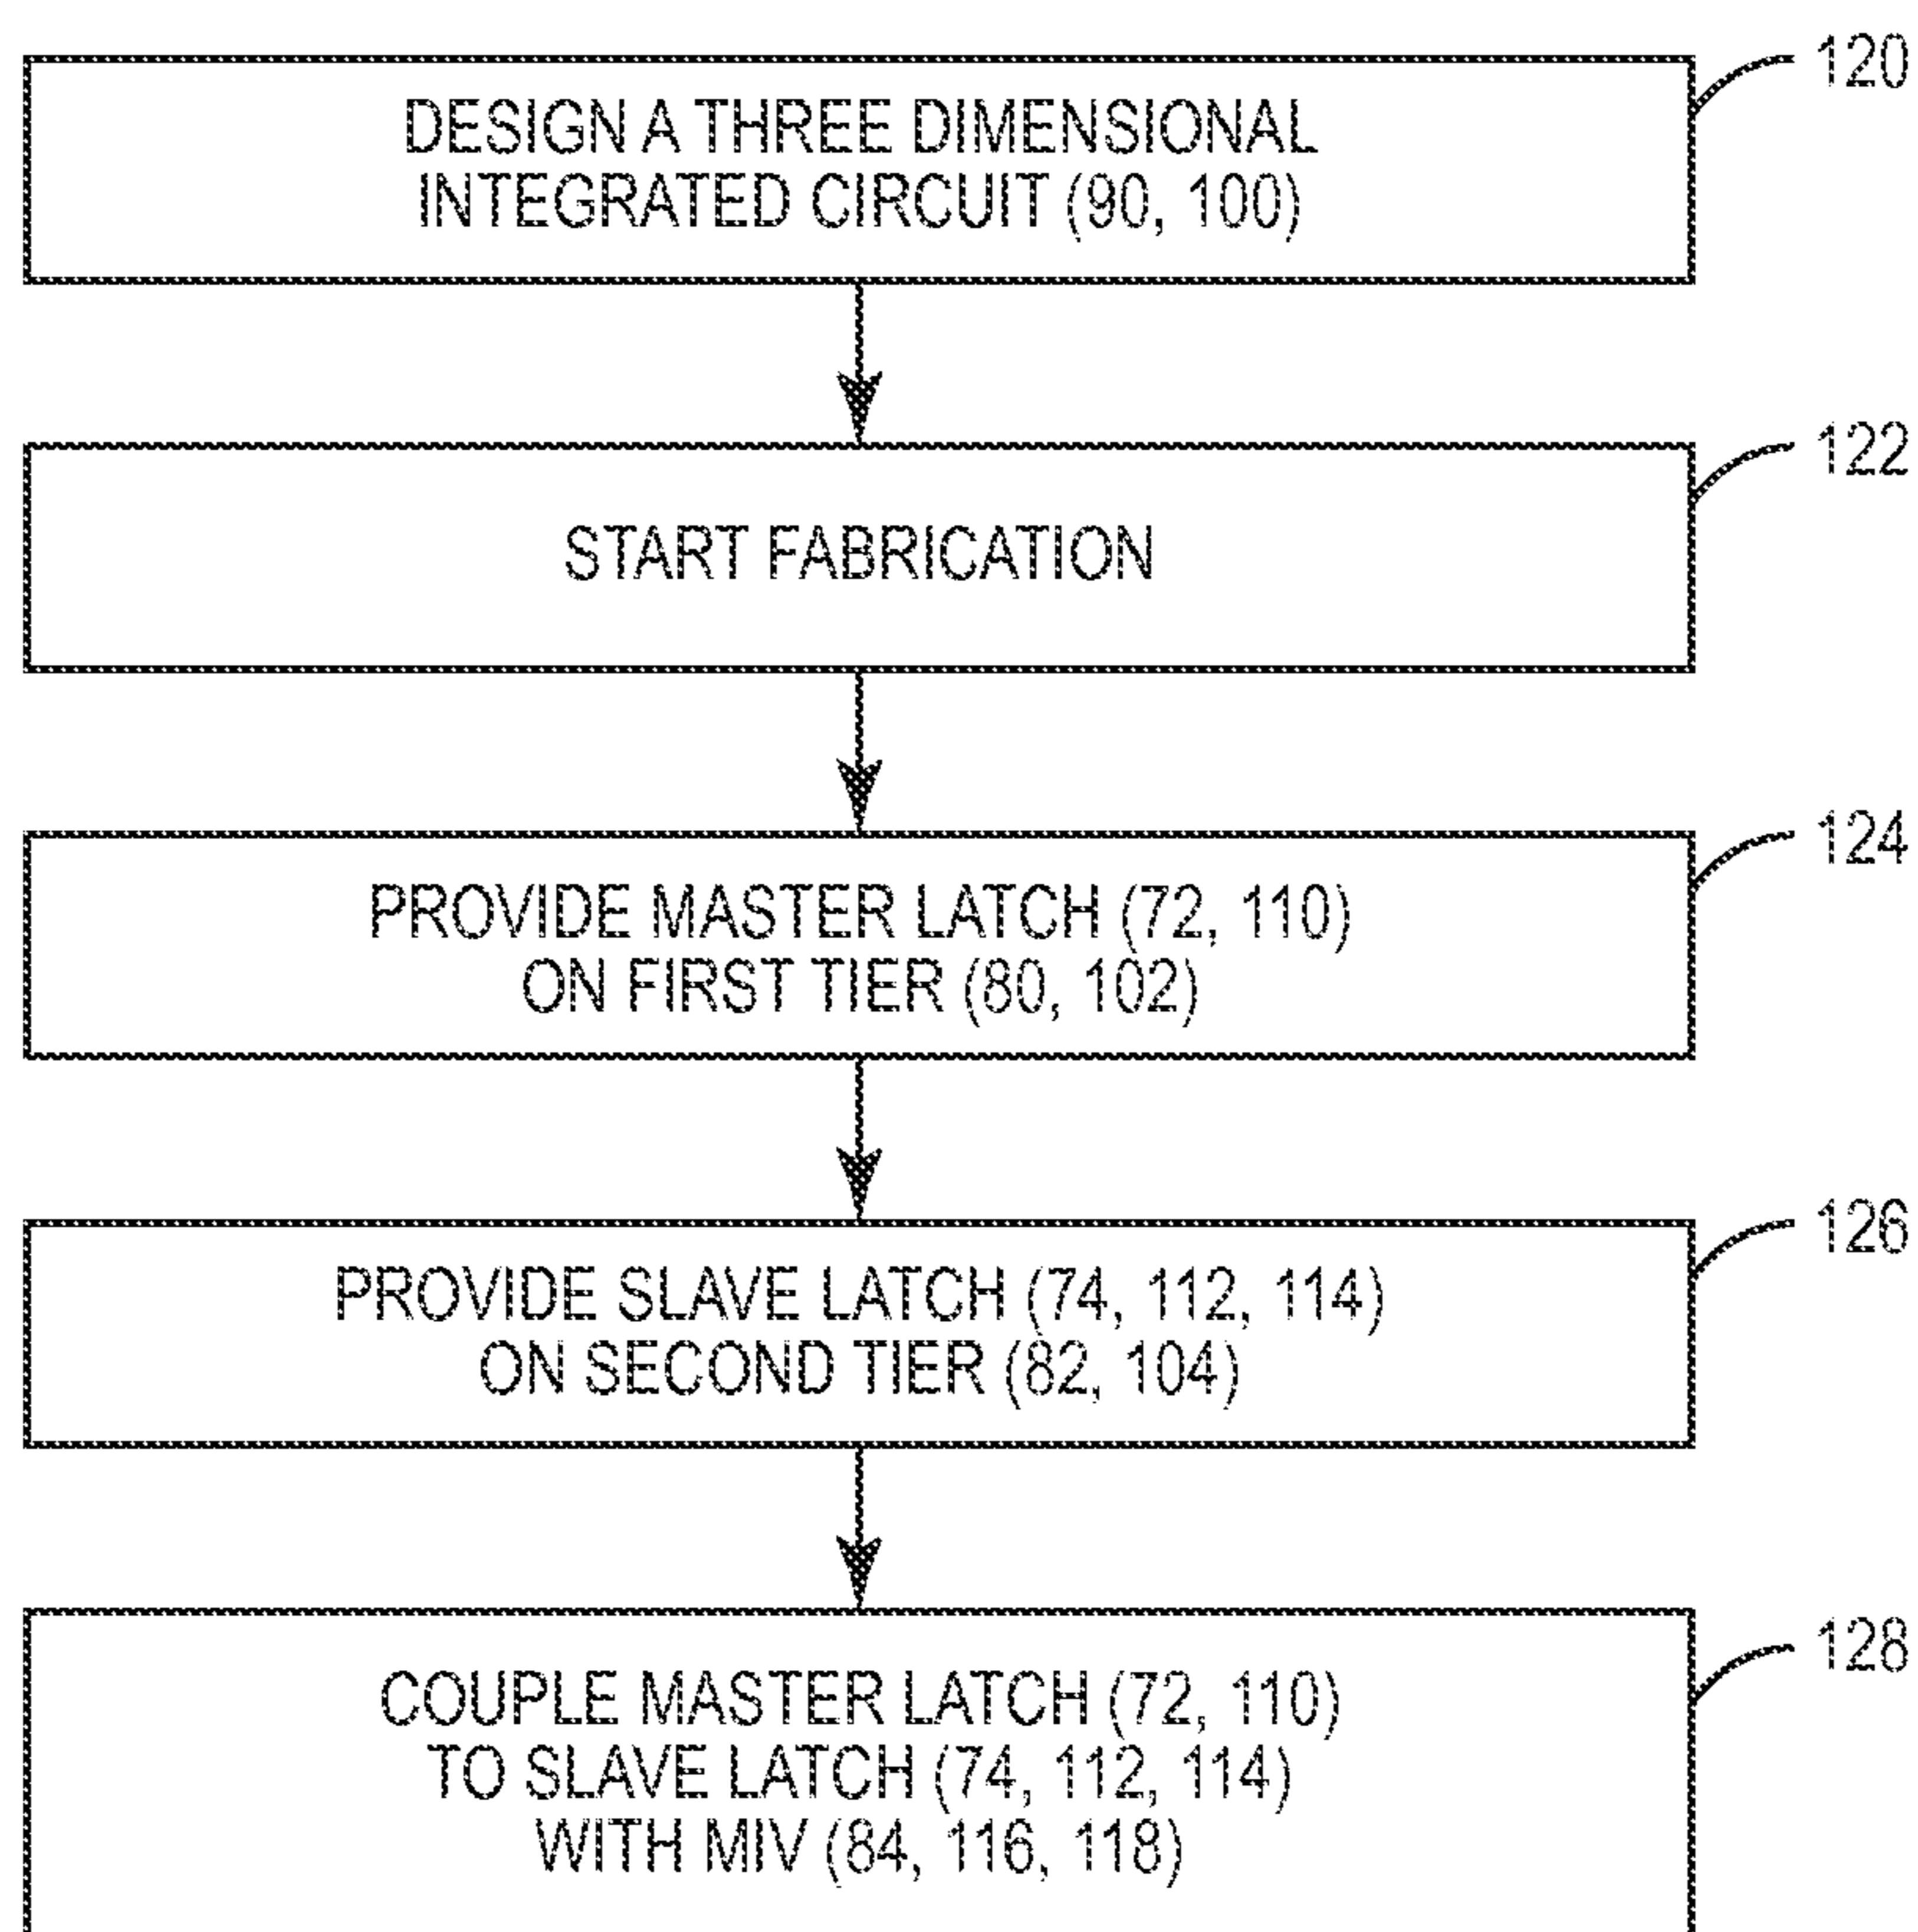 120
DESIGN A THREE DIMENSIONAL
INTEGRATED CIRCUIT (90, 100)
122
START FABRICATION
124
PROVIDE MASTER LATCH (72, 110)
ON FIRST TIER (80, 102)
126
PROVIDE SLAVE LATCH (74, 112, 114)
ON SECOND TIER (82, 104)
128
COUPLE MASTER LATCH (72, 110)
TO SLAVE LATCH (74, 112, 114)
WITH MIV (84, 116, 118)